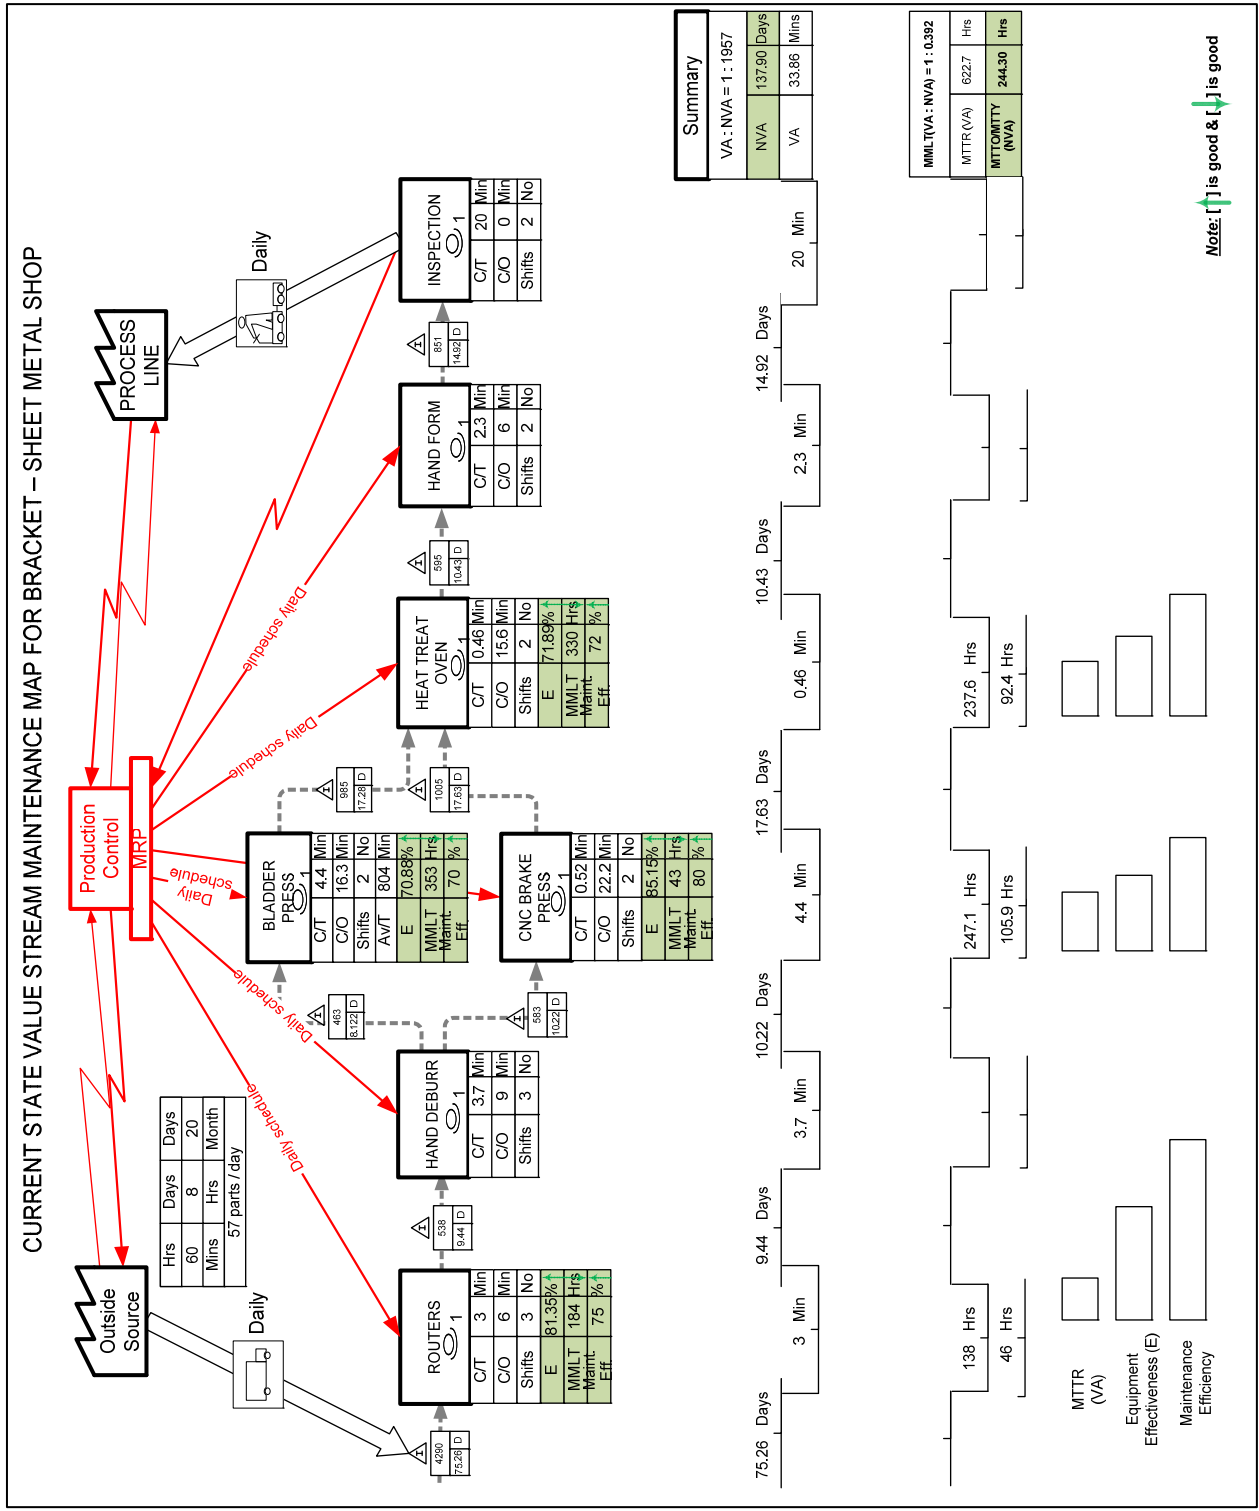 CURRENT STATE VALUE STREAM MAINTENANCE MAP FOR BRACKET – SHEET METAL SHOP
Outside
Source
Production
Control
MRP
PROCESS
LINE
Hrs Days Days
60 8 20
Mins Hrs Month
57 parts / day
Daily
Daily
Daily schedule
Daily schedule
Daily
schedule
Daily schedule
Daily schedule
I
4290
75.26 D
ROUTERS
1
C/T 3 Min
C/O 6 Min
Shifts 3 No
E 81.35%
MMLT 184 Hrs
Maint.
Eff. 75 %
I
538
9.44 D
HAND DEBURR
1
C/T 3.7 Min
C/O 9 Min
Shifts 3 No
I
463
8.122 D
I
583
10.22 D
BLADDER
PRESS
1
C/T 4.4 Min
C/O 16.3 Min
Shifts 2 No
Av/T 804 Min
E 70.88%
MMLT 353 Hrs
Maint.
Eff. 70 %
CNC BRAKE
PRESS
1
C/T 0.52 Min
C/O 22.2 Min
Shifts 2 No
E 85.15%
MMLT 43 Hrs
Maint.
Eff. 80 %
I
985
17.28 D
I
1005
17.63 D
HEAT TREAT
OVEN
1
C/T 0.46 Min
C/O 15.6 Min
Shifts 2 No
E 71.89%
MMLT 330 Hrs
Maint.
Eff. 72 %
I
595
10.43 D
HAND FORM
1
C/T 2.3 Min
C/O 6 Min
Shifts 2 No
I
851
14.92 D
INSPECTION
1
C/T 20 Min
C/O 0 Min
Shifts 2 No
75.26 Days
3 Min
9.44 Days
3.7 Min
10.22 Days
4.4 Min
17.63 Days
0.46 Min
10.43 Days
2.3 Min
14.92 Days
20 Min
Summary
VA : NVA = 1 : 1957
NVA 137.90 Days
VA 33.86 Mins
138 Hrs
46 Hrs
247.1 Hrs
105.9 Hrs
237.6 Hrs
92.4 Hrs
MMLT(VA : NVA) = 1 : 0.392
MTTR (VA) 622.7 Hrs
MTTO/MTTY
(NVA) 244.30 Hrs
MTTR
(VA)
Equipment
Effectiveness (E)
Maintenance
Efficiency
Note: [ ] is good & [ ] is good